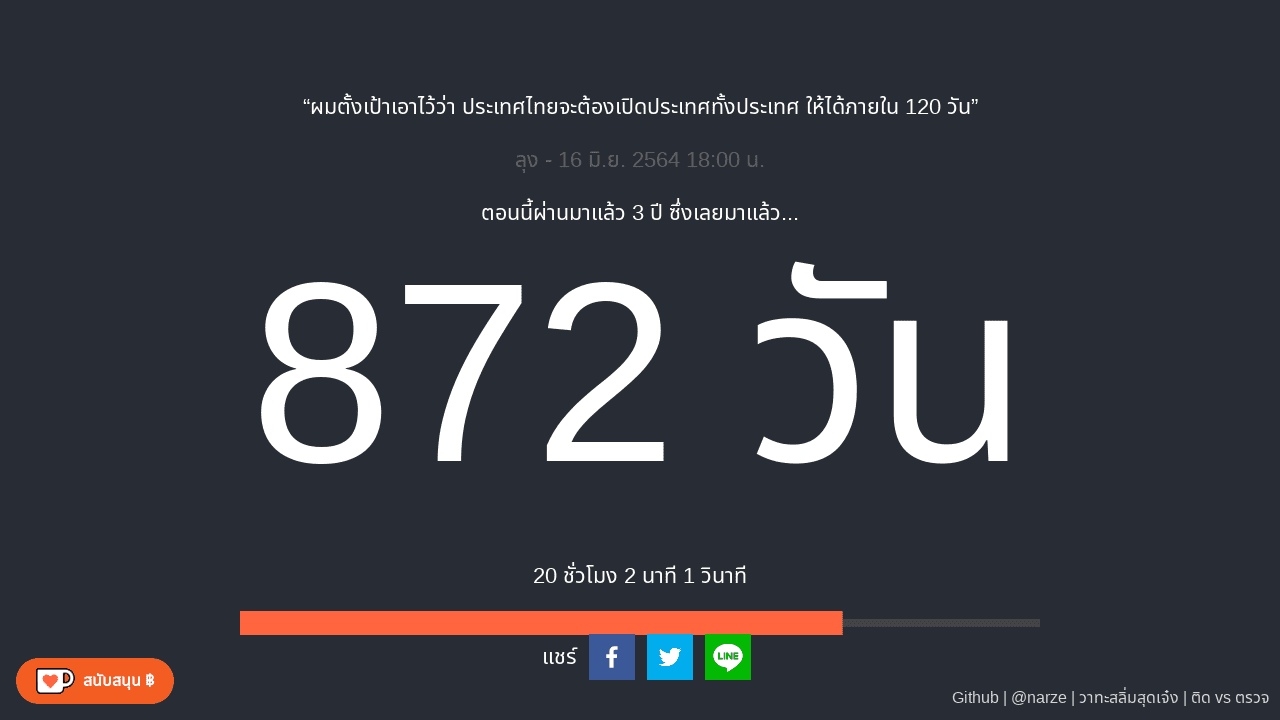 “ผมตั้งเป้าเอาไว้ว่า ประเทศไทยจะต้องเปิดประเทศทั้งประเทศ ให้ได้ภายใน 120 วัน”
ลุง - 16 มิ.ย. 2564 18:00 น.
ตอนนี้ผ่านมาแล้ว 3 ปี ซึ่งเลยมาแล้ว...
872 วัน
20 ชั่วโมง 2 นาที 1 วินาที
แชร์
LINE
สนับสนุน ฿
Github | @narze | วาทะสลิ่มสุดเจ๋ง | ติด vs ตรวจ